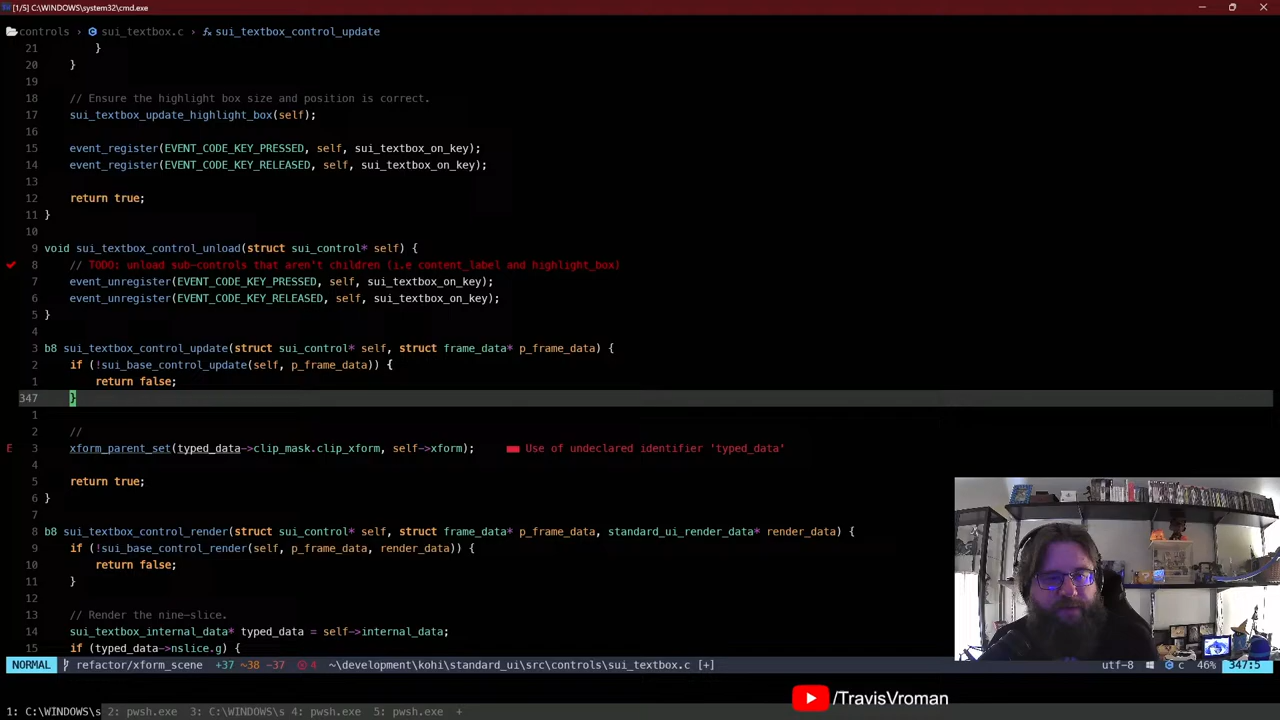 [1/5] C:\WINDOWS\system32\cmd.exe
controls › sui_textbox.c › sui_textbox_control_update
21 }
20 }
19
18 // Ensure the highlight box size and position is correct.
17 sui_textbox_update_highlight_box(self);
16
15 event_register(EVENT_CODE_KEY_PRESSED, self, sui_textbox_on_key);
14 event_register(EVENT_CODE_KEY_RELEASED, self, sui_textbox_on_key);
13
12 return true;
11 }
10
9 void sui_textbox_control_unload(struct sui_control* self) {
8 // TODO: unload sub-controls that aren't children (i.e content_label and highlight_box)
7 event_unregister(EVENT_CODE_KEY_PRESSED, self, sui_textbox_on_key);
6 event_unregister(EVENT_CODE_KEY_RELEASED, self, sui_textbox_on_key);
5 }
4
3 b8 sui_textbox_control_update(struct sui_control* self, struct frame_data* p_frame_data) {
2 if (!sui_base_control_update(self, p_frame_data)) {
1 return false;
347 }
1
2 //
E 3 xform_parent_set(typed_data->clip_mask.clip_xform, self->xform); Use of undeclared identifier 'typed_data'
4
5 return true;
6 }
7
8 b8 sui_textbox_control_render(struct sui_control* self, struct frame_data* p_frame_data, standard_ui_render_data* render_data) {
9 if (!sui_base_control_render(self, p_frame_data, render_data)) {
10 return false;
11 }
12
13 // Render the nine-slice.
14 sui_textbox_internal_data* typed_data = self->internal_data;
15 if (typed_data->nslice.g) {
NORMAL refactor/xform_scene +37 ~38 -37 4 ~\development\kohi\standard_ui\src\controls\sui_textbox.c [+] utf-8 c 46% 347:5
/TravisVroman
1: C:\WINDOWS\s 2: pwsh.exe 3: C:\WINDOWS\s 4: pwsh.exe 5: pwsh.exe +